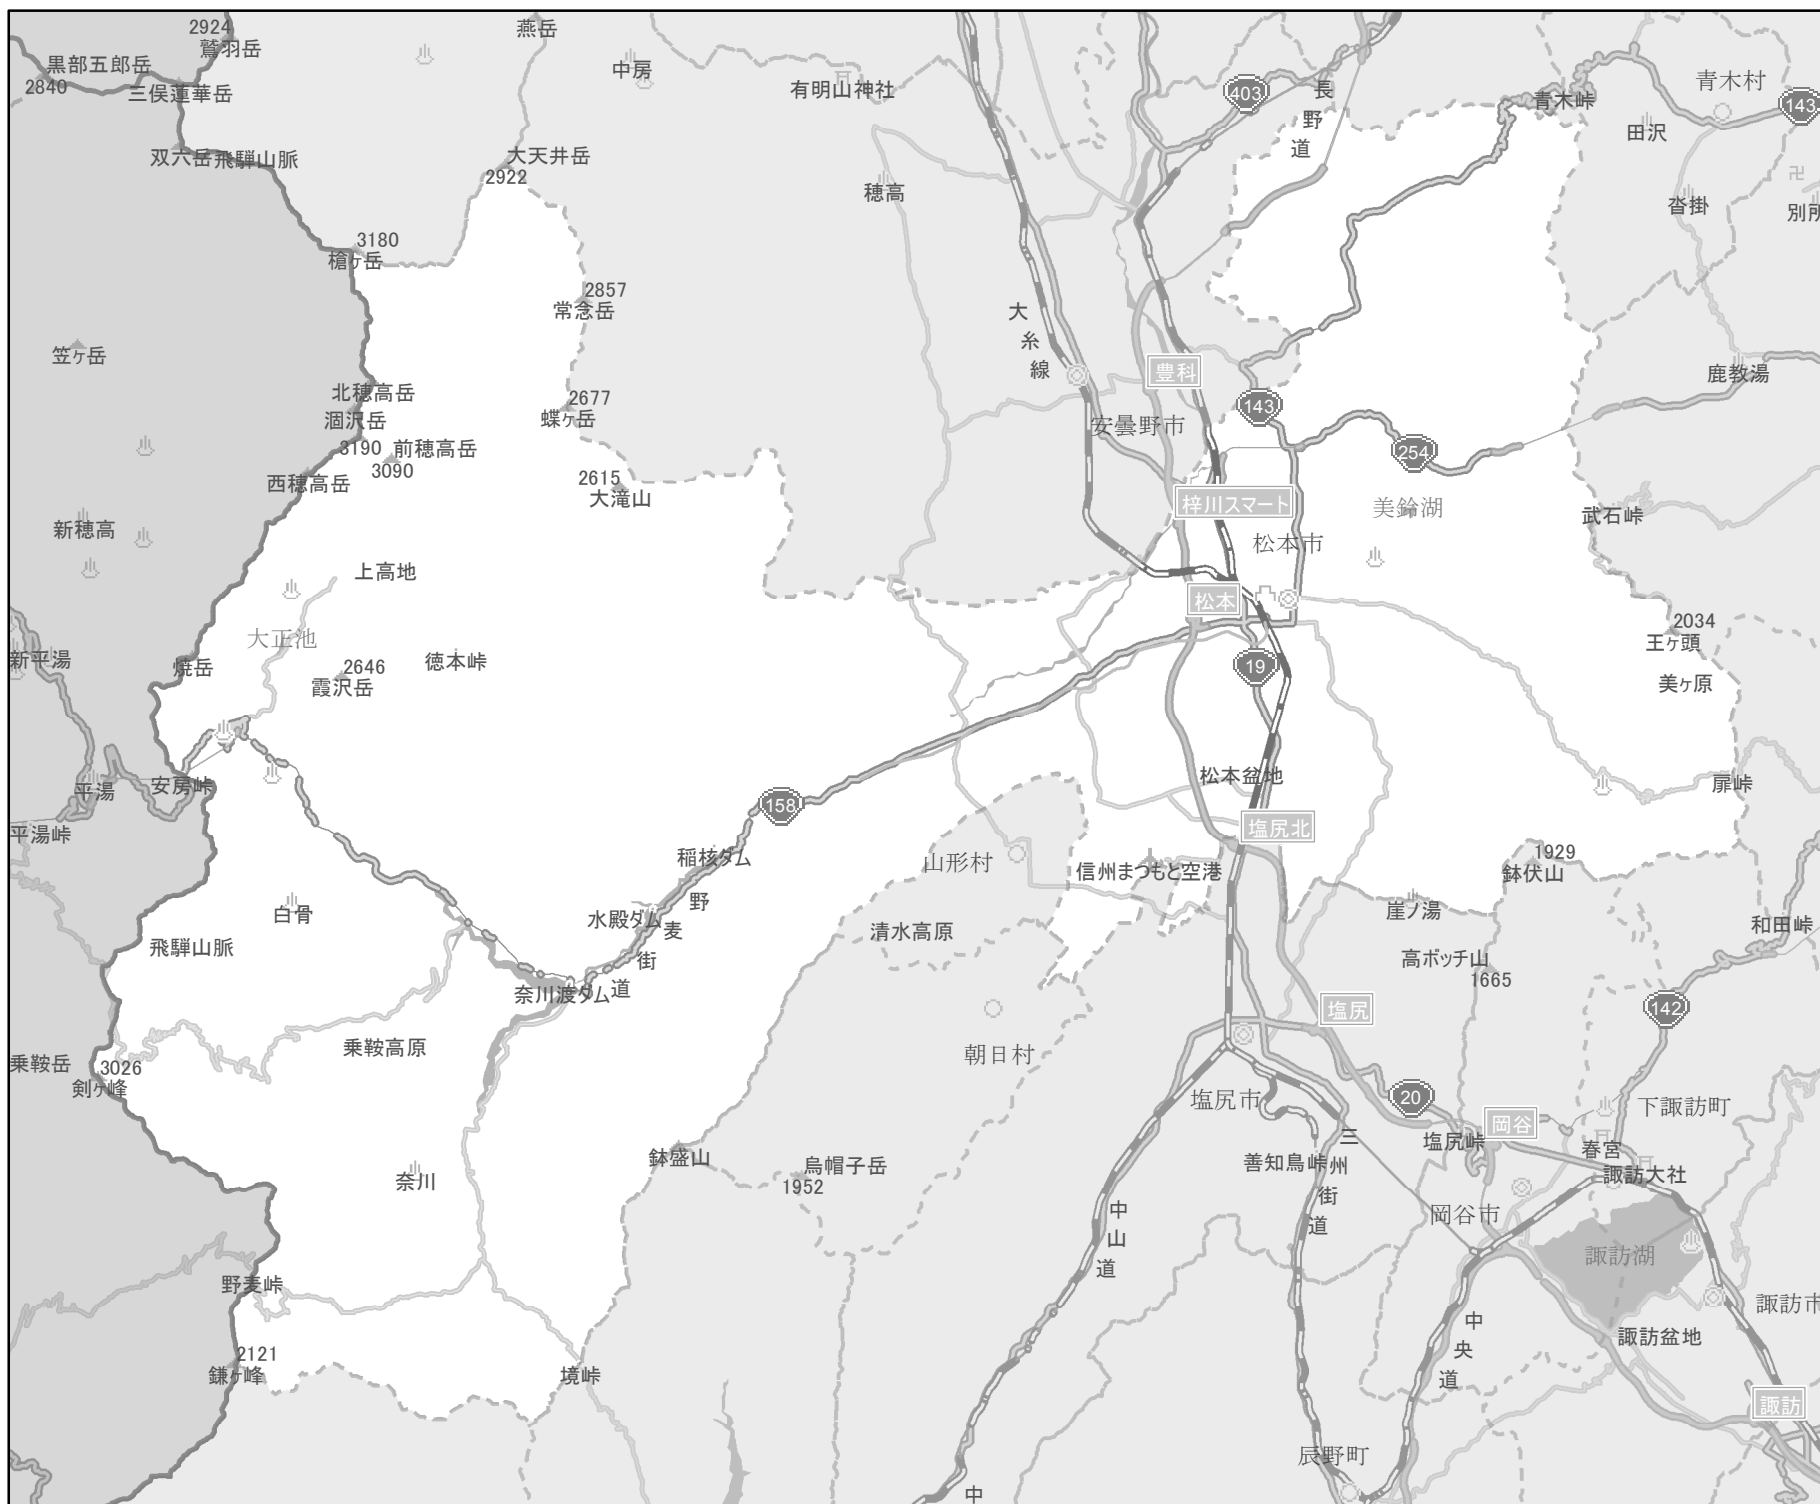 2924
鷲羽岳
燕岳
黒部五郎岳
2840
三俣蓮華岳
中房
有明山神社
403
長野道
青木峠
青木村
143
田沢
双六岳
飛騨山脈
大天井岳
2922
穂高
沓掛
別所
3180
槍ヶ岳
2857
常念岳
大糸線
笠ヶ岳
豊科
鹿教湯
北穂高岳
涸沢岳
2677
蝶ヶ岳
143
安曇野市
254
3190
前穂高岳
3090
西穂高岳
2615
大滝山
梓川スマート
美鈴湖
武石峠
新穂高
松本市
上高地
松本
大正池
2034
王ヶ頭
新平湯
焼岳
2646
霞沢岳
徳本峠
19
美ヶ原
平湯
安房峠
158
松本盆地
扉峠
平湯峠
塩尻北
稲核ダム
山形村
信州まつもと空港
1929
鉢伏山
白骨
水殿ダム
野麦街道
清水高原
崖ノ湯
和田峠
飛騨山脈
高ボッチ山
1665
奈川渡ダム
塩尻
142
乗鞍高原
朝日村
乗鞍岳
3026
剣ヶ峰
塩尻市
20
岡谷
下諏訪町
塩尻峠
春宮
三州街道
鉢盛山
烏帽子岳
1952
善知鳥峠
諏訪大社
奈川
中山道
岡谷市
諏訪湖
野麦峠
諏訪市
中央道
諏訪盆地
2121
鎌ヶ峰
境峠
諏訪
辰野町
中